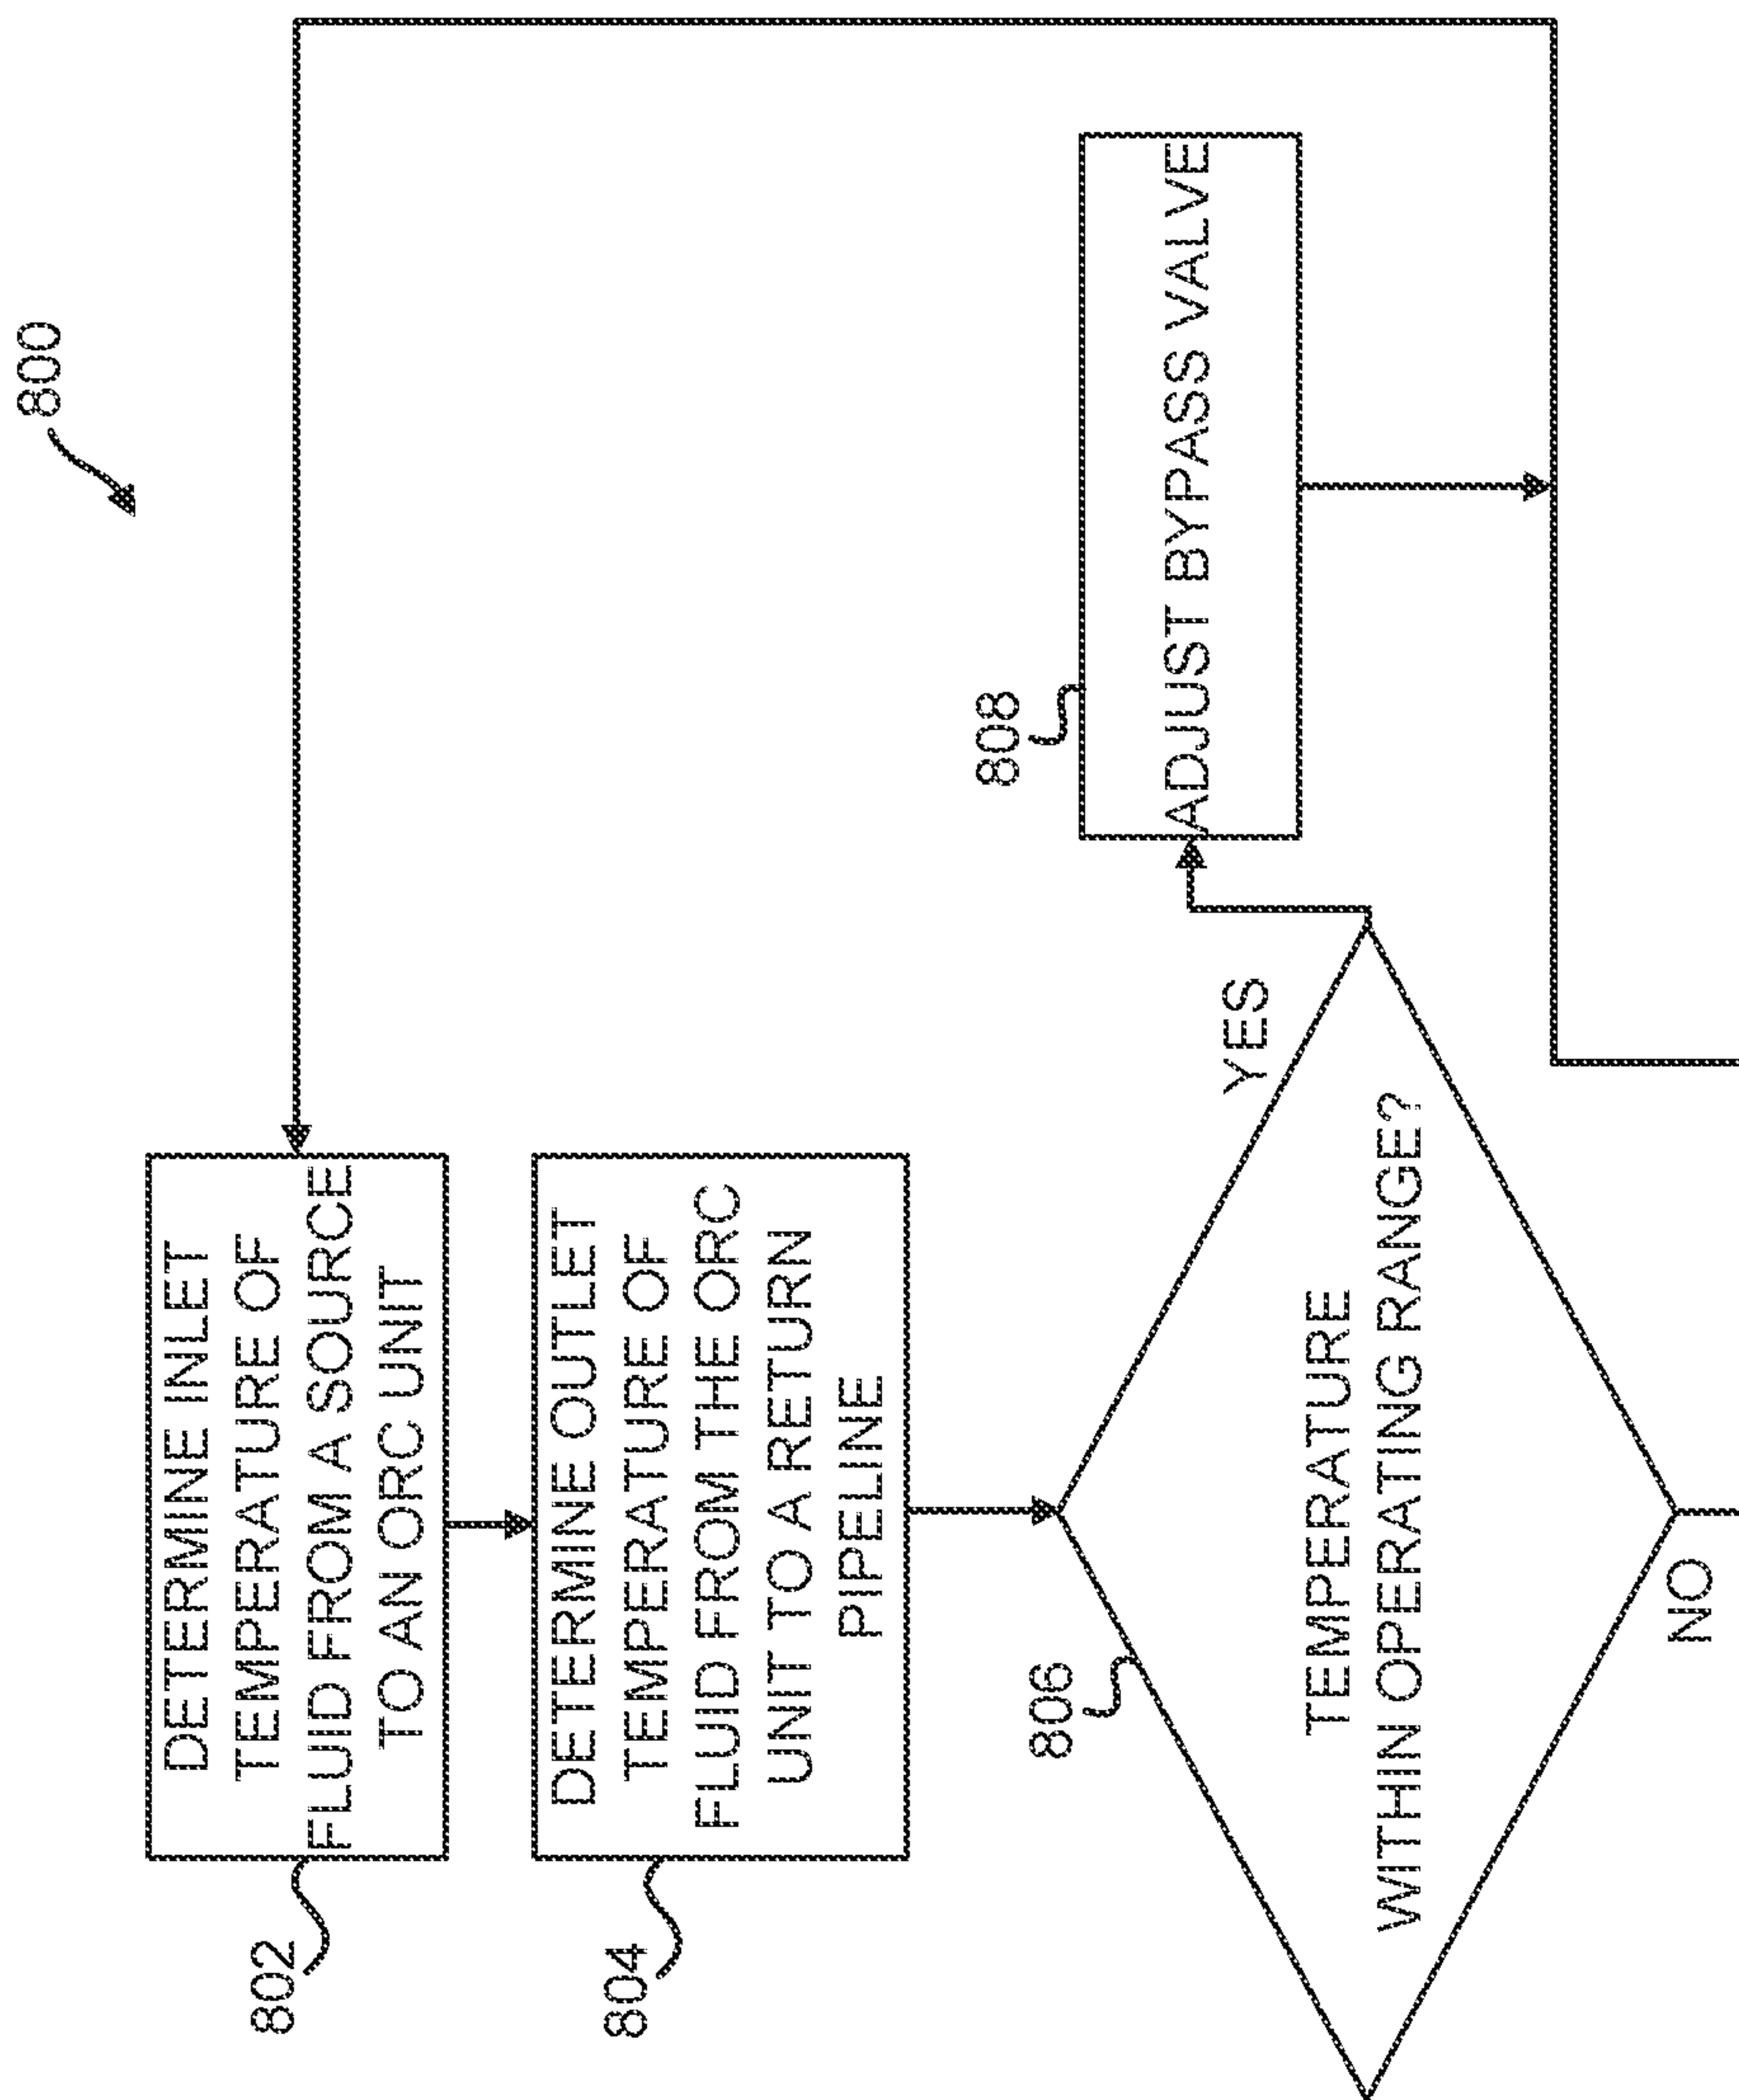 800
802
DETERMINE INLET
TEMPERATURE OF
FLUID FROM A SOURCE
TO AN ORC UNIT
804
DETERMINE OUTLET
TEMPERATURE OF
FLUID FROM THE ORC
UNIT TO A RETURN
PIPELINE
806
TEMPERATURE
WITHIN OPERATING RANGE?
YES
808
ADJUST BYPASS VALVE
NO